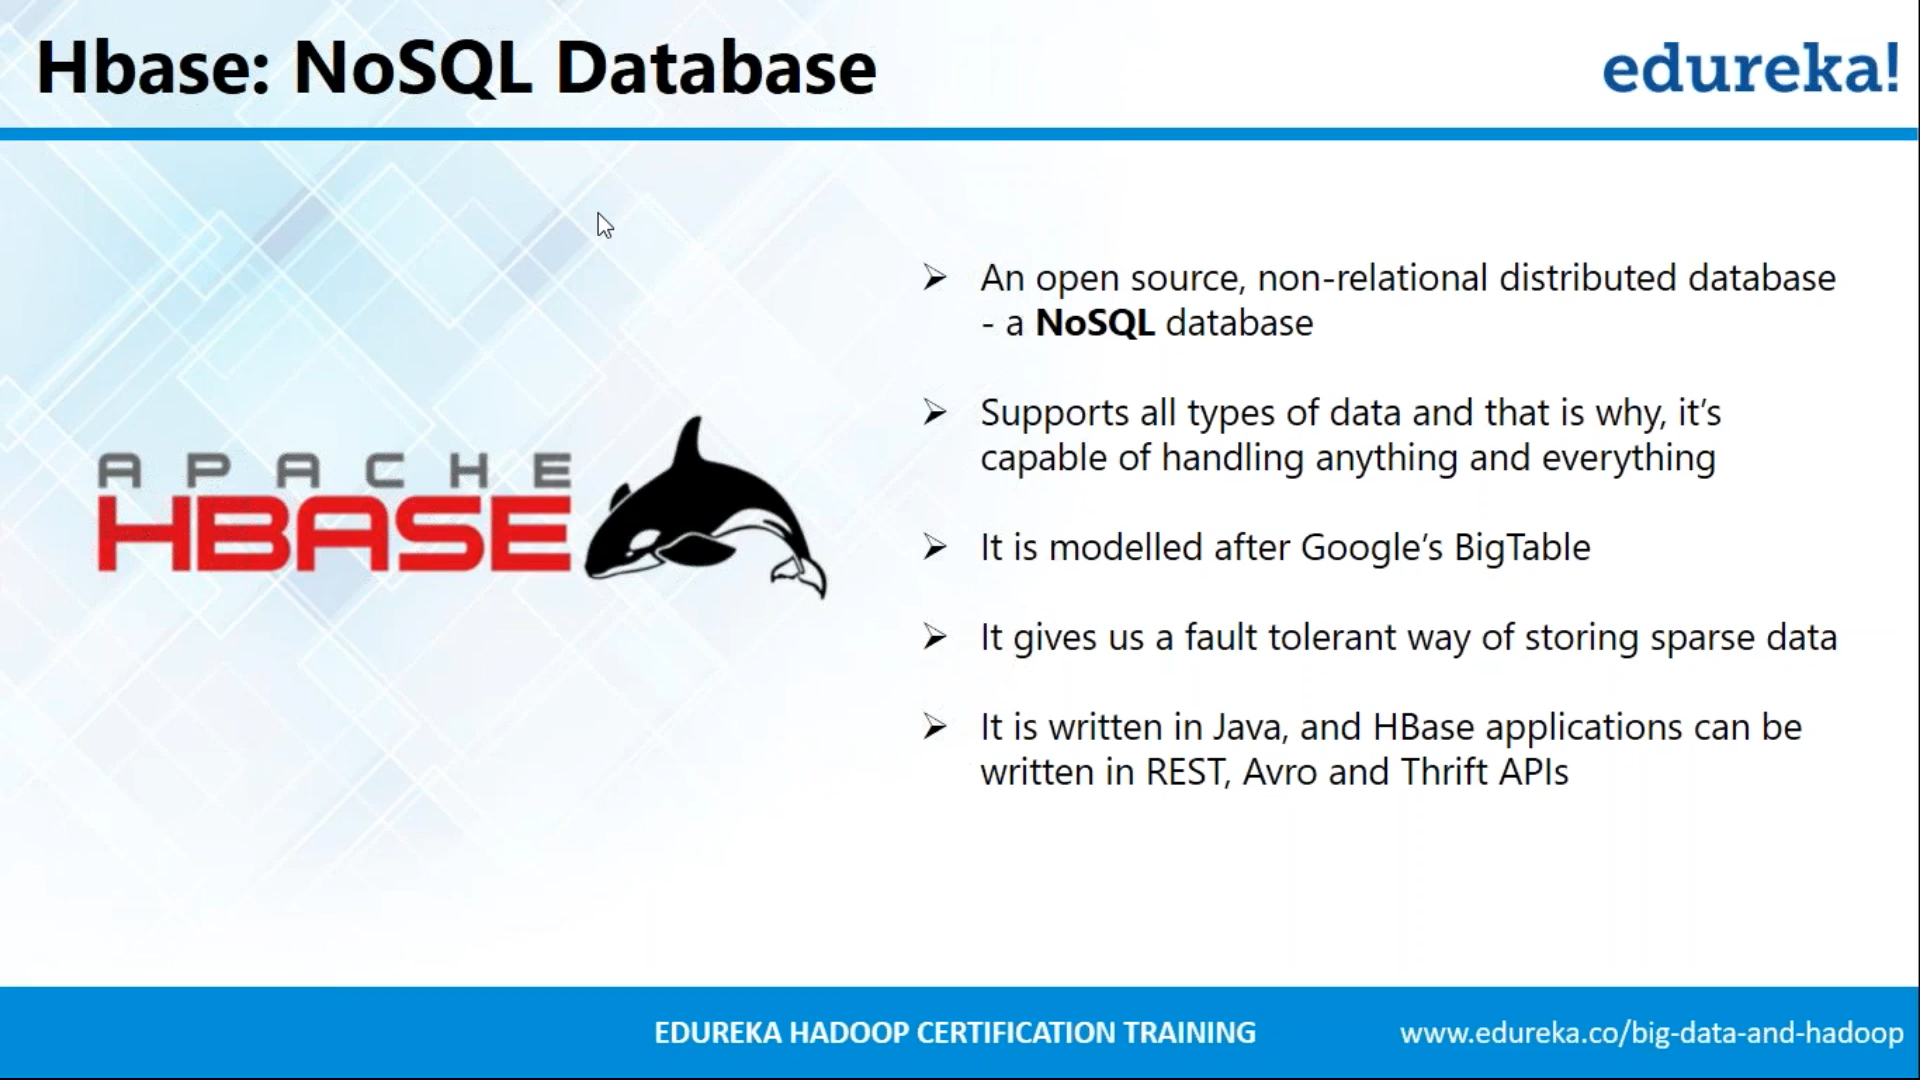 Hbase: NoSQL Database
edureka!
APACHE
HBASE
➢ An open source, non-relational distributed database
- a NoSQL database
➢ Supports all types of data and that is why, it’s
capable of handling anything and everything
➢ It is modelled after Google’s BigTable
➢ It gives us a fault tolerant way of storing sparse data
➢ It is written in Java, and HBase applications can be
written in REST, Avro and Thrift APIs
EDUREKA HADOOP CERTIFICATION TRAINING
www.edureka.co/big-data-and-hadoop